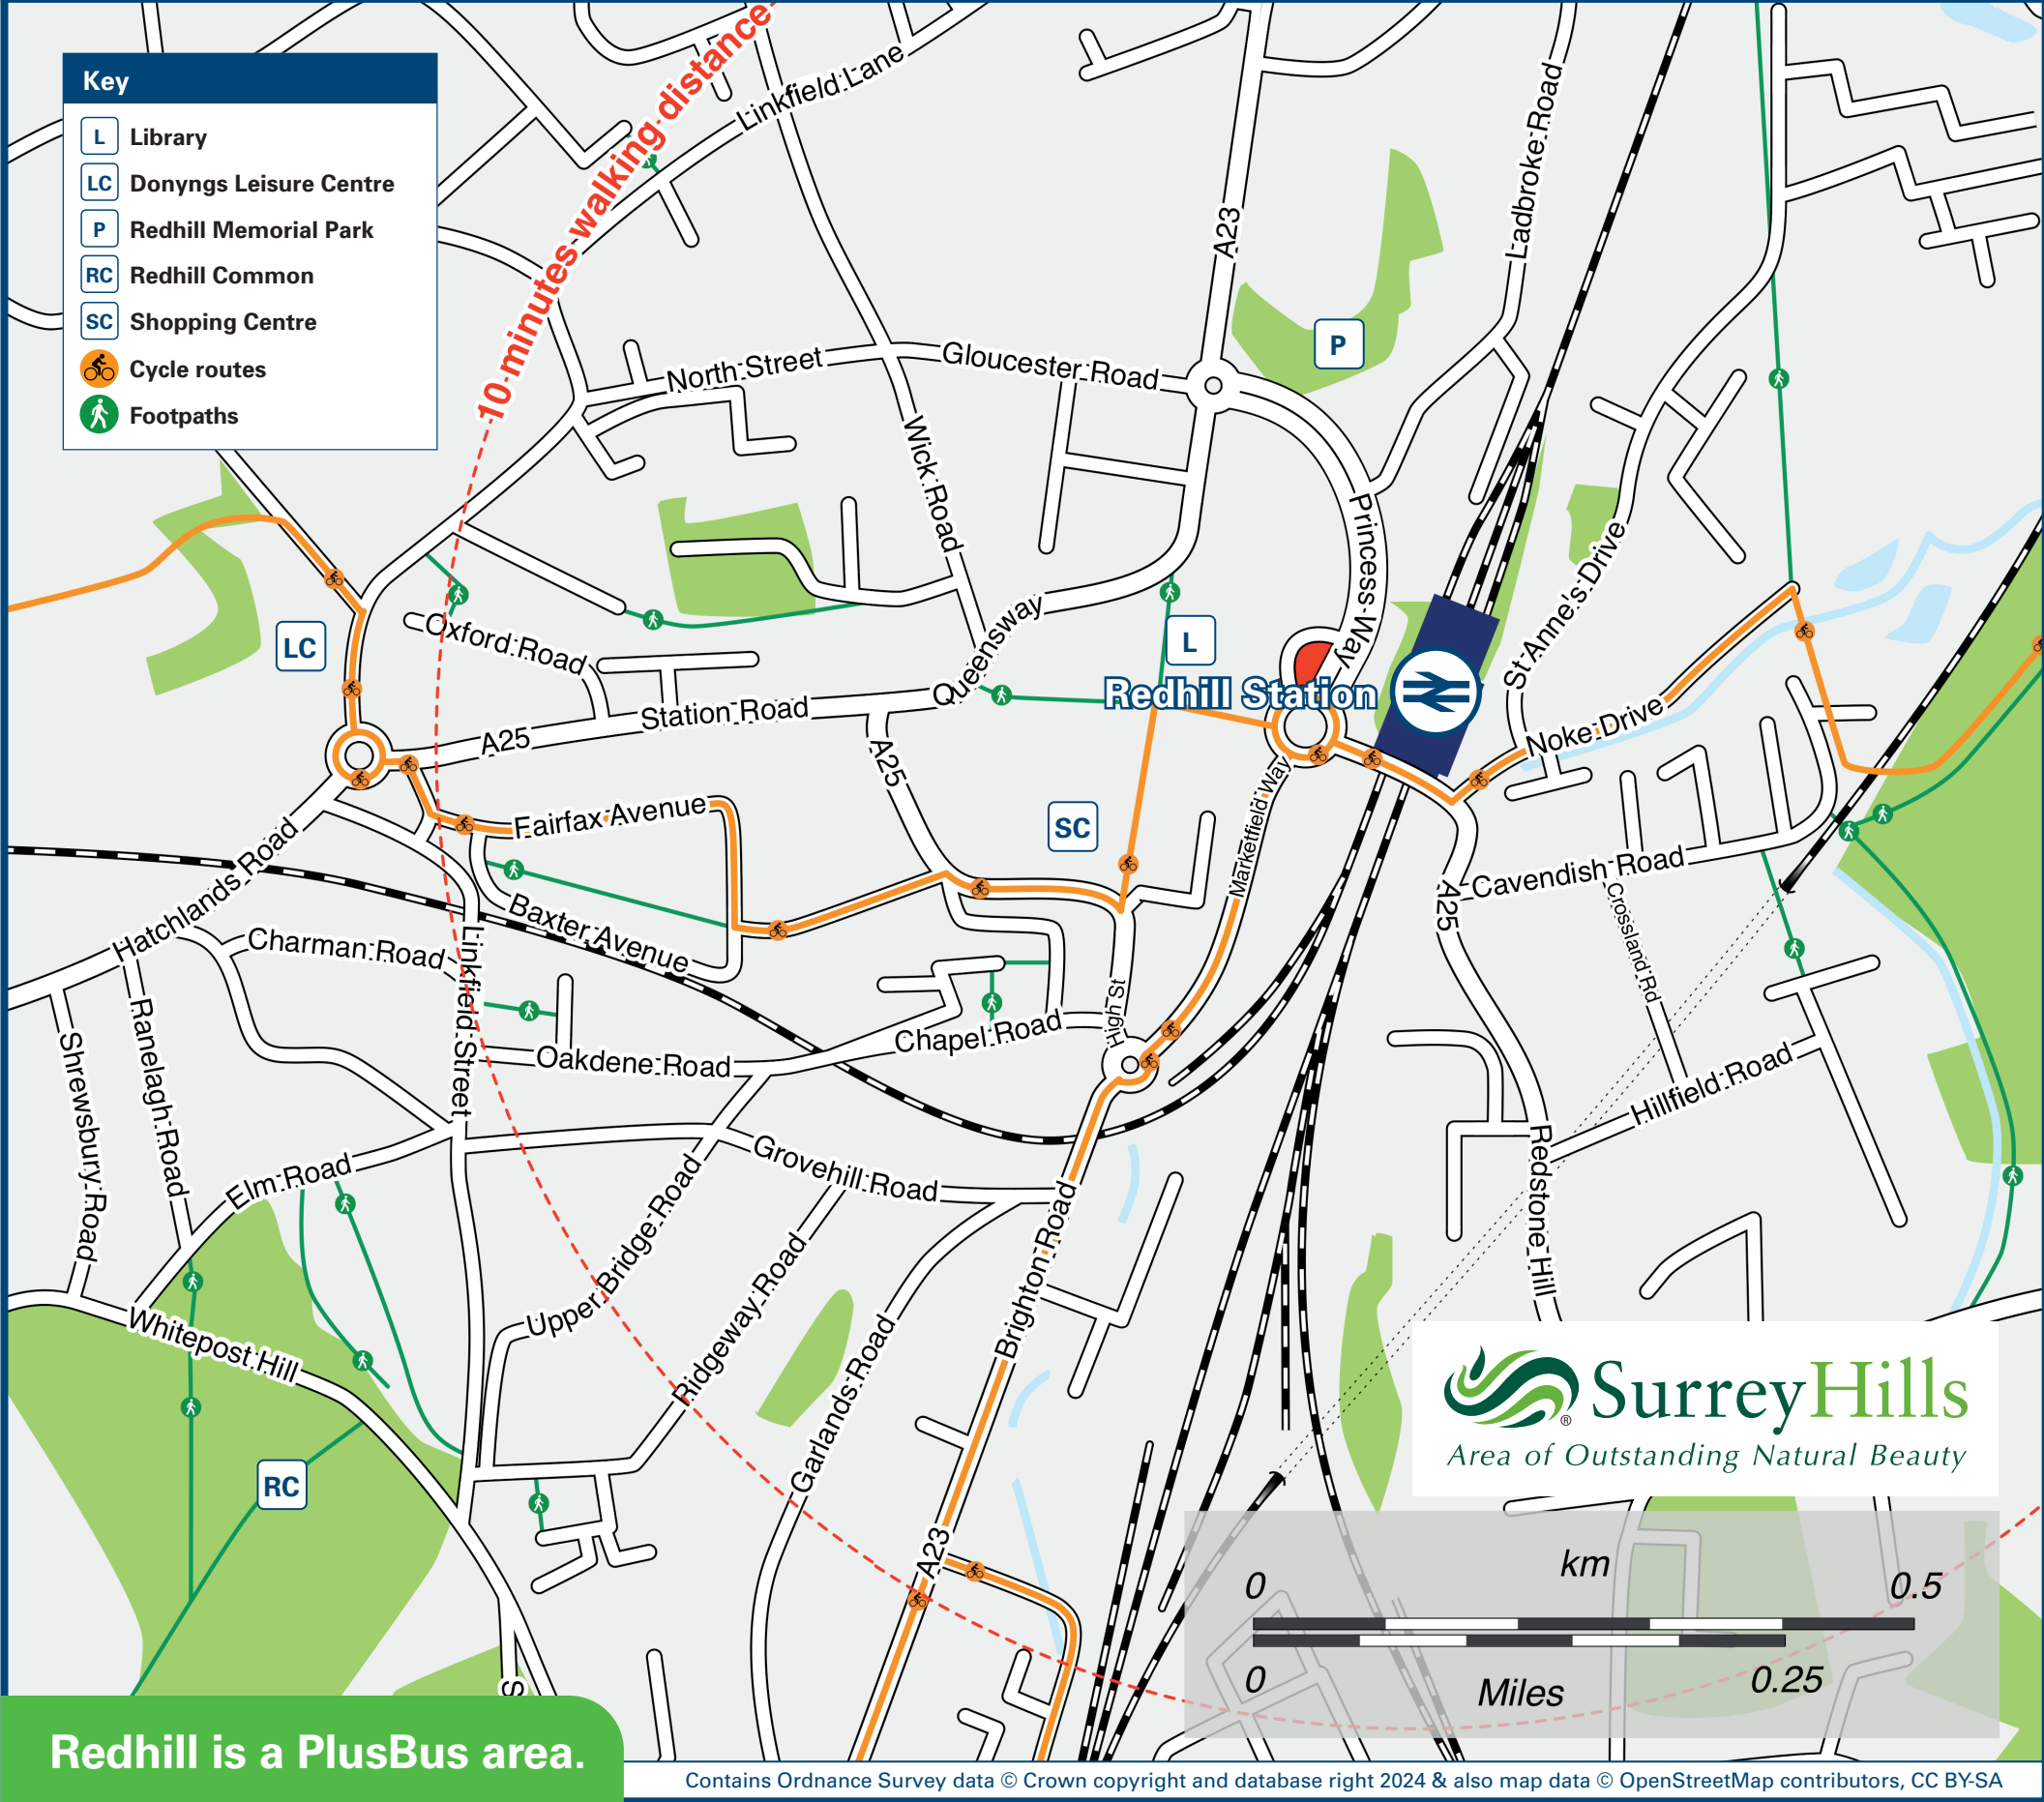 Key
L Library
LC Donyngs Leisure Centre
P Redhill Memorial Park
RC Redhill Common
SC Shopping Centre
Cycle routes
Footpaths
10 minutes walking distance
Linkfield Lane
A23
Ladbroke Road
P
North Street
Gloucester Road
Wick Road
Princess Way
St Anne's Drive
LC
Oxford Road
Queensway
L
Redhill Station
Station Road
A25
A25
Noke Drive
Fairfax Avenue
SC
Marketfield Way
Hatchlands Road
Cavendish Road
A25
Crossland Rd
Baxter Avenue
Charman Road
Linkfield Street
High St
Chapel Road
Oakdene Road
Ranelagh Road
Shrewsbury Road
Hillfield Road
Elm Road
Grovehill Road
Upper Bridge Road
Ridgeway Road
Brighton Road
Redstone Hill
Whitepost Hill
Garlands Road
RC
A23
S
SurreyHills
®
Area of Outstanding Natural Beauty
km
0 0.5
0 Miles 0.25
Redhill is a PlusBus area.
Contains Ordnance Survey data © Crown copyright and database right 2024 & also map data © OpenStreetMap contributors, CC BY-SA